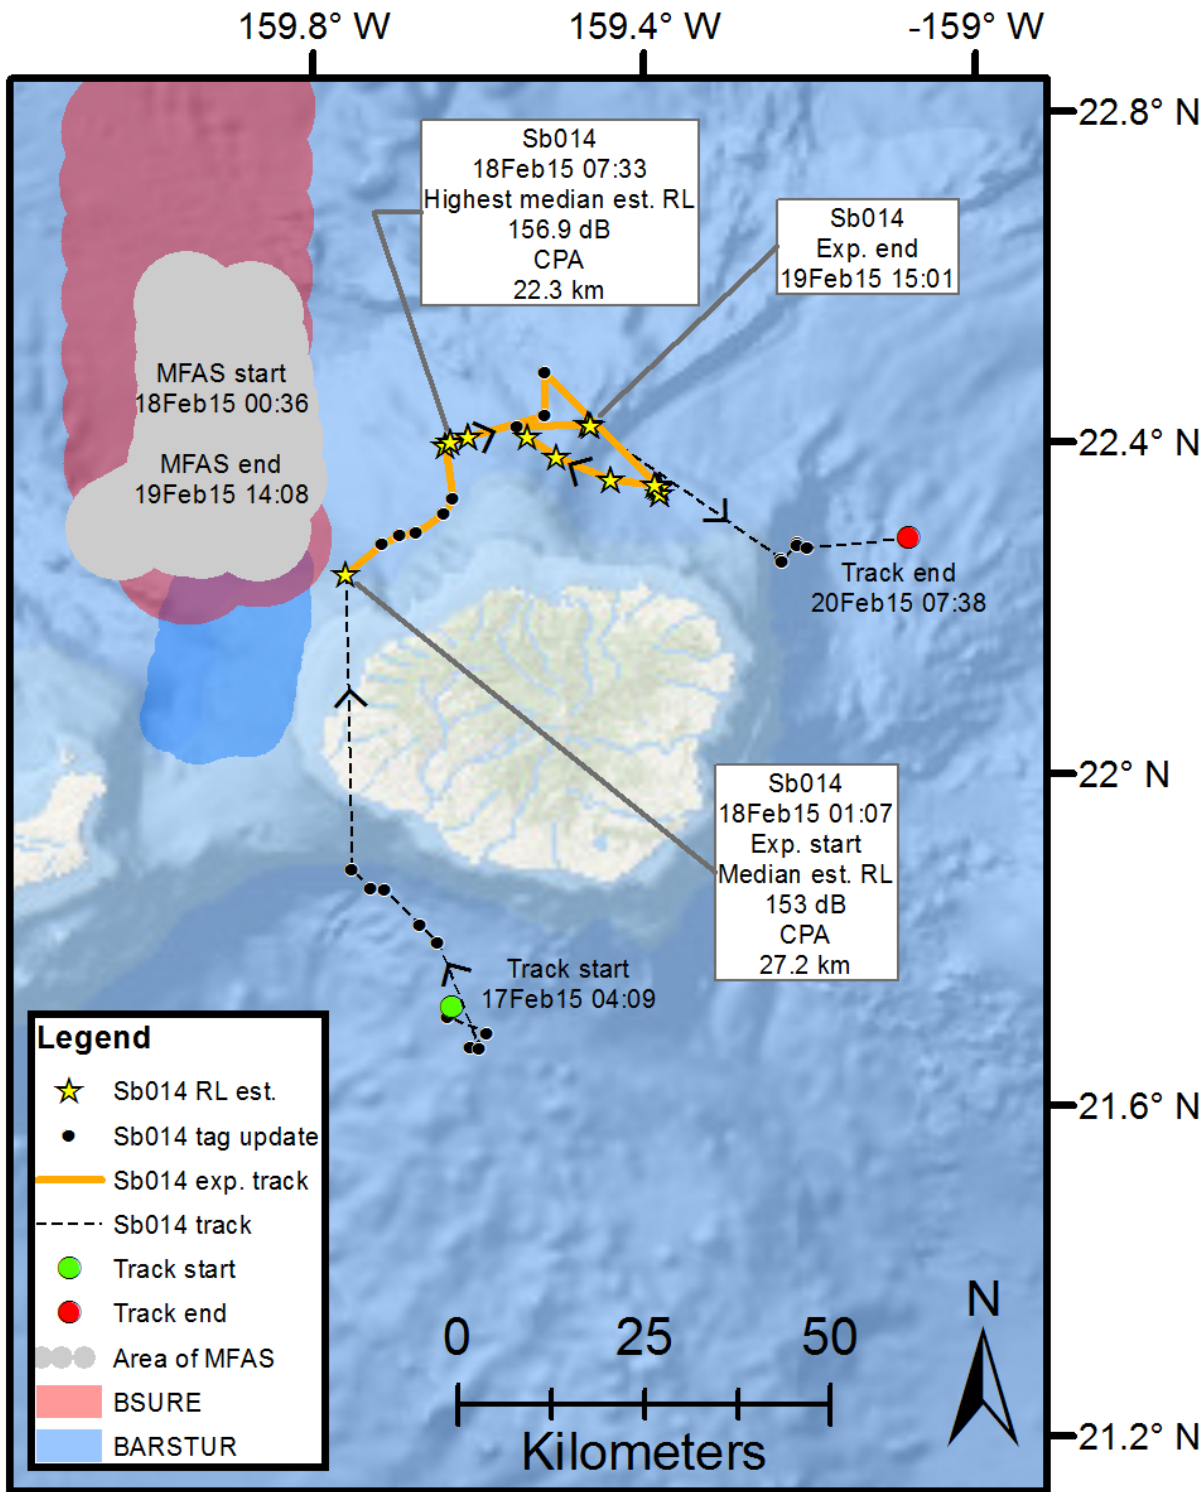 159.8° W
159.4° W
-159° W
22.8° N
Sb014
18Feb15 07:33
Highest median est. RL
156.9 dB
CPA
22.3 km
Sb014
Exp. end
19Feb15 15:01
MFAS start
18Feb15 00:36
22.4° N
MFAS end
19Feb15 14:08
Track end
20Feb15 07:38
22° N
Sb014
18Feb15 01:07
Exp. start
Median est. RL
153 dB
CPA
27.2 km
Track start
17Feb15 04:09
21.6° N
Legend
Sb014 RL est.
Sb014 tag update
Sb014 exp. track
Sb014 track
Track start
Track end
Area of MFAS
BSURE
BARSTUR
0 25 50
Kilometers
N
21.2° N